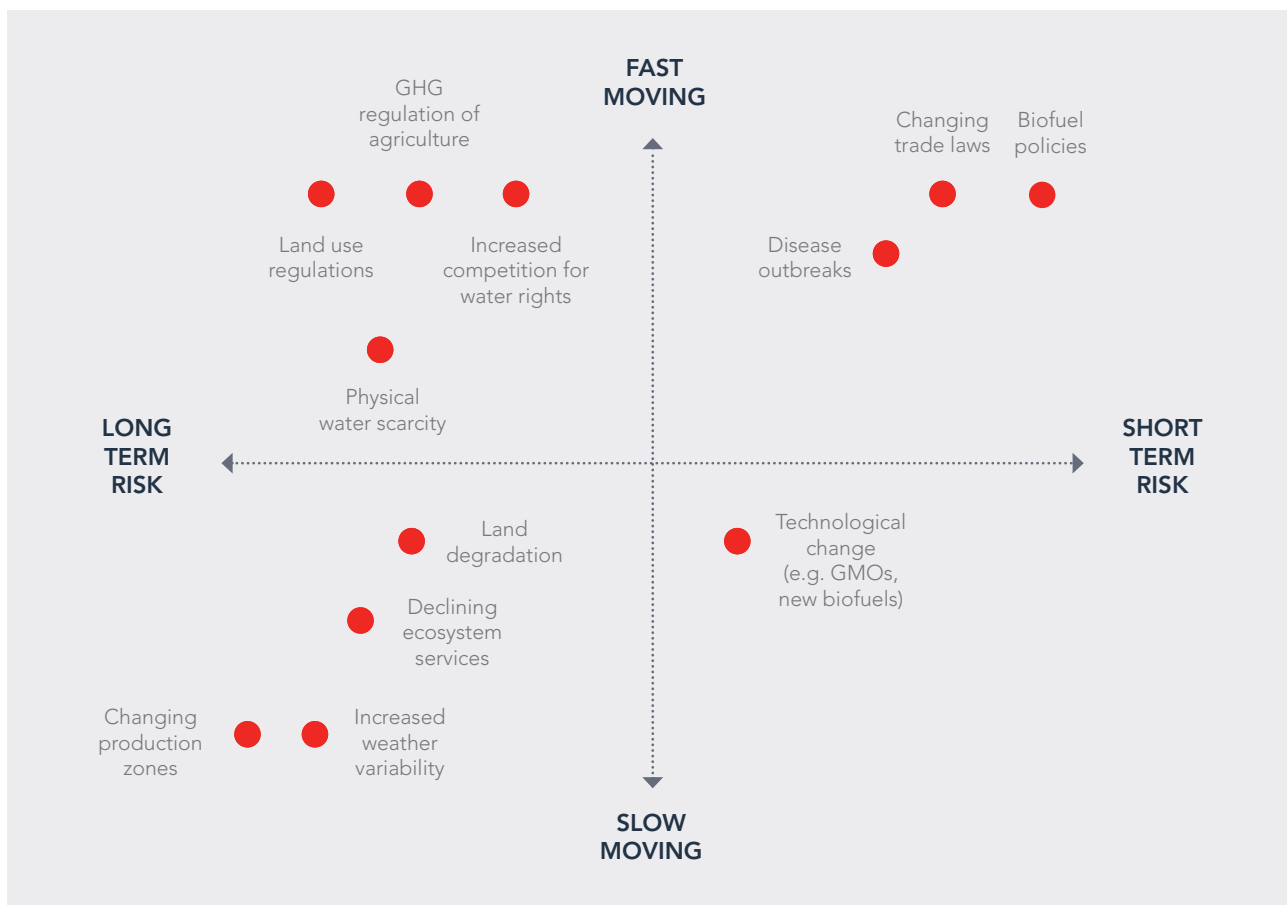 FAST
MOVING
GHG
regulation of
agriculture
Changing
trade laws
Biofuel
policies
Land use
regulations
Increased
competition for
water rights
Disease
outbreaks
Physical
water scarcity
LONG
TERM
RISK
SHORT
TERM
RISK
Land
degradation
Technological
change
(e.g. GMOs,
new biofuels)
Declining
ecosystem
services
Changing
production
zones
Increased
weather
variability
SLOW
MOVING